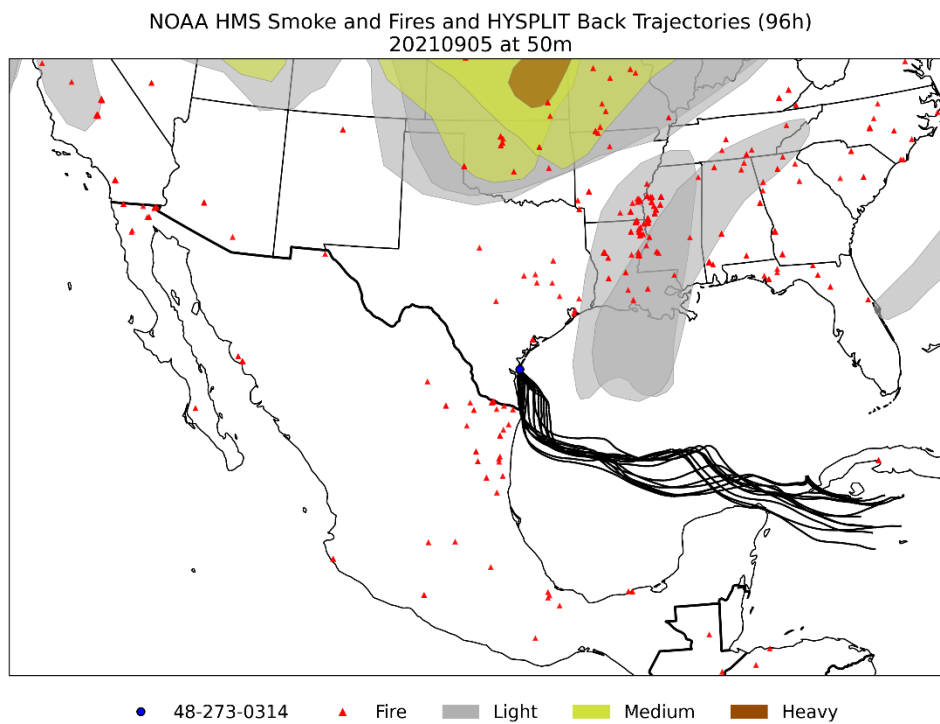 NOAA HMS Smoke and Fires and HYSPLIT Back Trajectories (96h)
20210905 at 50m
48-273-0314 Fire Light Medium Heavy